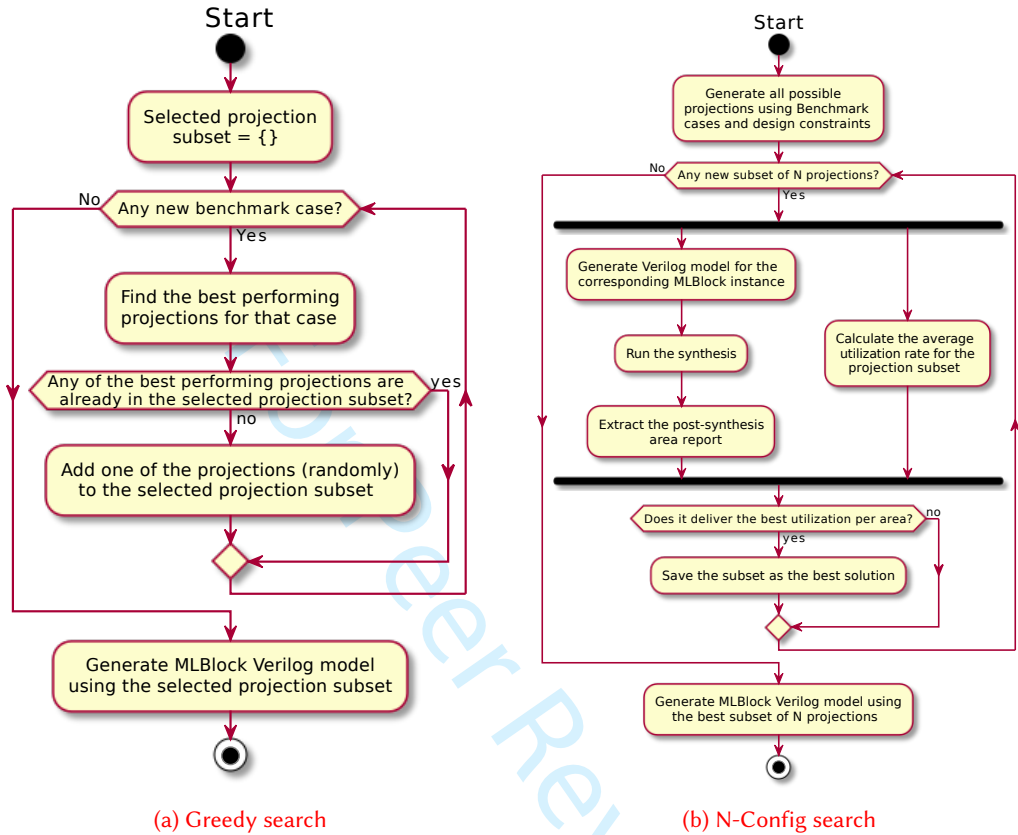 Start
Selected projection
subset = {}
No
Any new benchmark case?
Yes
Find the best performing
projections for that case
Any of the best performing projections are
already in the selected projection subset?
yes
no
Add one of the projections (randomly)
to the selected projection subset
Generate MLBlock Verilog model
using the selected projection subset
(a) Greedy search
Start
Generate all possible
projections using Benchmark
cases and design constraints
No
Any new subset of N projections?
Yes
Generate Verilog model for the
corresponding MLBlock instance
Run the synthesis
Extract the post-synthesis
area report
Calculate the average
utilization rate for the
projection subset
Does it deliver the best utilization per area?
no
yes
Save the subset as the best solution
Generate MLBlock Verilog model using
the best subset of N projections
(b) N-Config search